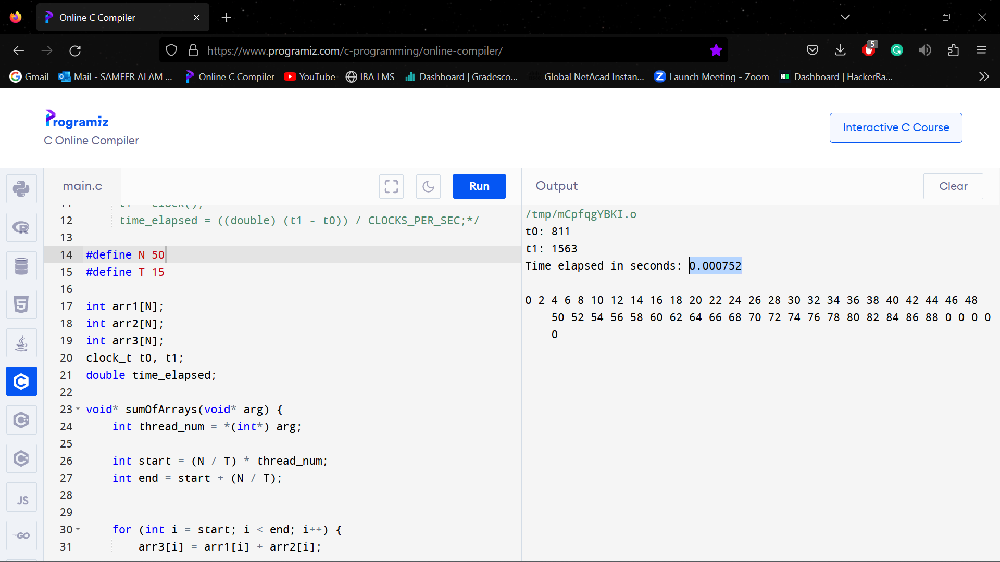 Online C Compiler
https://www.programiz.com/c-programming/online-compiler/
5
Gmail Mail - SAMEER ALAM ... Online C Compiler YouTube IBA LMS Dashboard | Gradesco... Global NetAcad Instan... Launch Meeting - Zoom Dashboard | HackerRa...
Programiz
C Online Compiler
Interactive C Course
main.c
Run
Output
Clear
12 time_elapsed = ((double) (t1 - t0)) / CLOCKS_PER_SEC;*/
13
14 #define N 50
15 #define T 15
16
17 int arr1[N];
18 int arr2[N];
19 int arr3[N];
20 clock_t t0, t1;
21 double time_elapsed;
22
23 void* sumOfArrays(void* arg) {
24 int thread_num = *(int*) arg;
25
26 int start = (N / T) * thread_num;
27 int end = start + (N / T);
28
29
30 for (int i = start; i < end; i++) {
31 arr3[i] = arr1[i] + arr2[i];
/tmp/mCpfqgYBKI.o
t0: 811
t1: 1563
Time elapsed in seconds: 0.000752
0 2 4 6 8 10 12 14 16 18 20 22 24 26 28 30 32 34 36 38 40 42 44 46 48
50 52 54 56 58 60 62 64 66 68 70 72 74 76 78 80 82 84 86 88 0 0 0 0
0
JS
GO